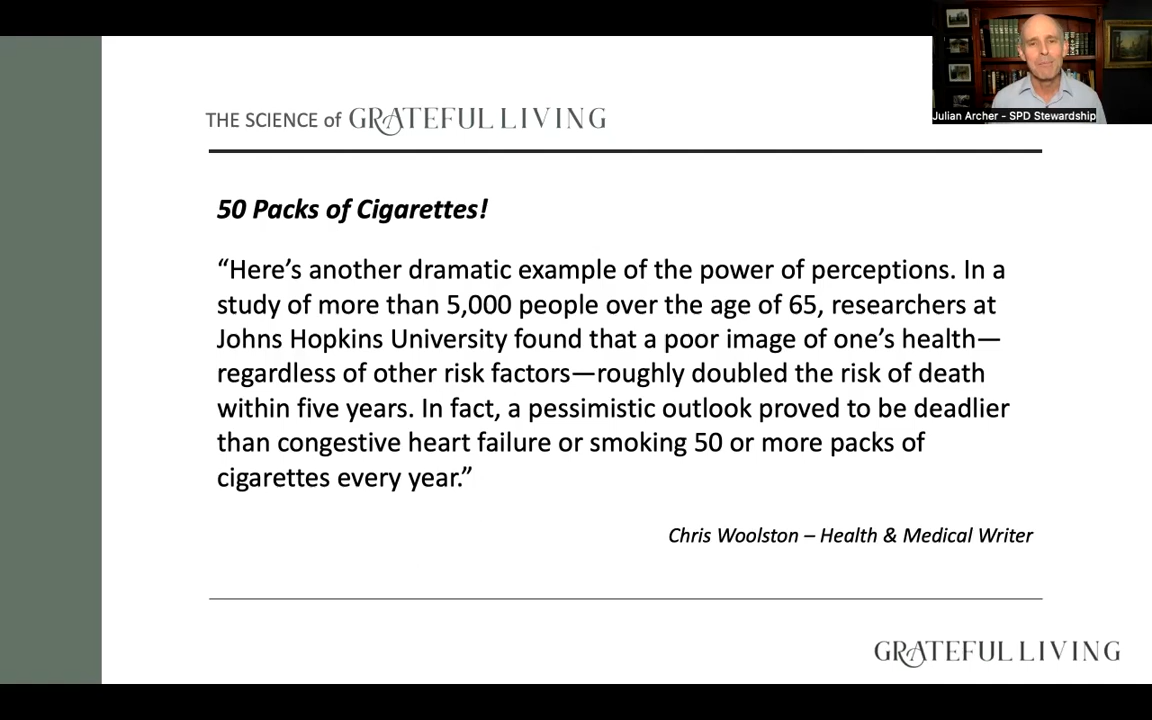 THE SCIENCE of GRATEFUL LIVING
Julian Archer - SPD Stewardship
50 Packs of Cigarettes!
“Here’s another dramatic example of the power of perceptions. In a
study of more than 5,000 people over the age of 65, researchers at
Johns Hopkins University found that a poor image of one’s health—
regardless of other risk factors—roughly doubled the risk of death
within five years. In fact, a pessimistic outlook proved to be deadlier
than congestive heart failure or smoking 50 or more packs of
cigarettes every year.”
Chris Woolston – Health & Medical Writer
GRATEFUL LIVING